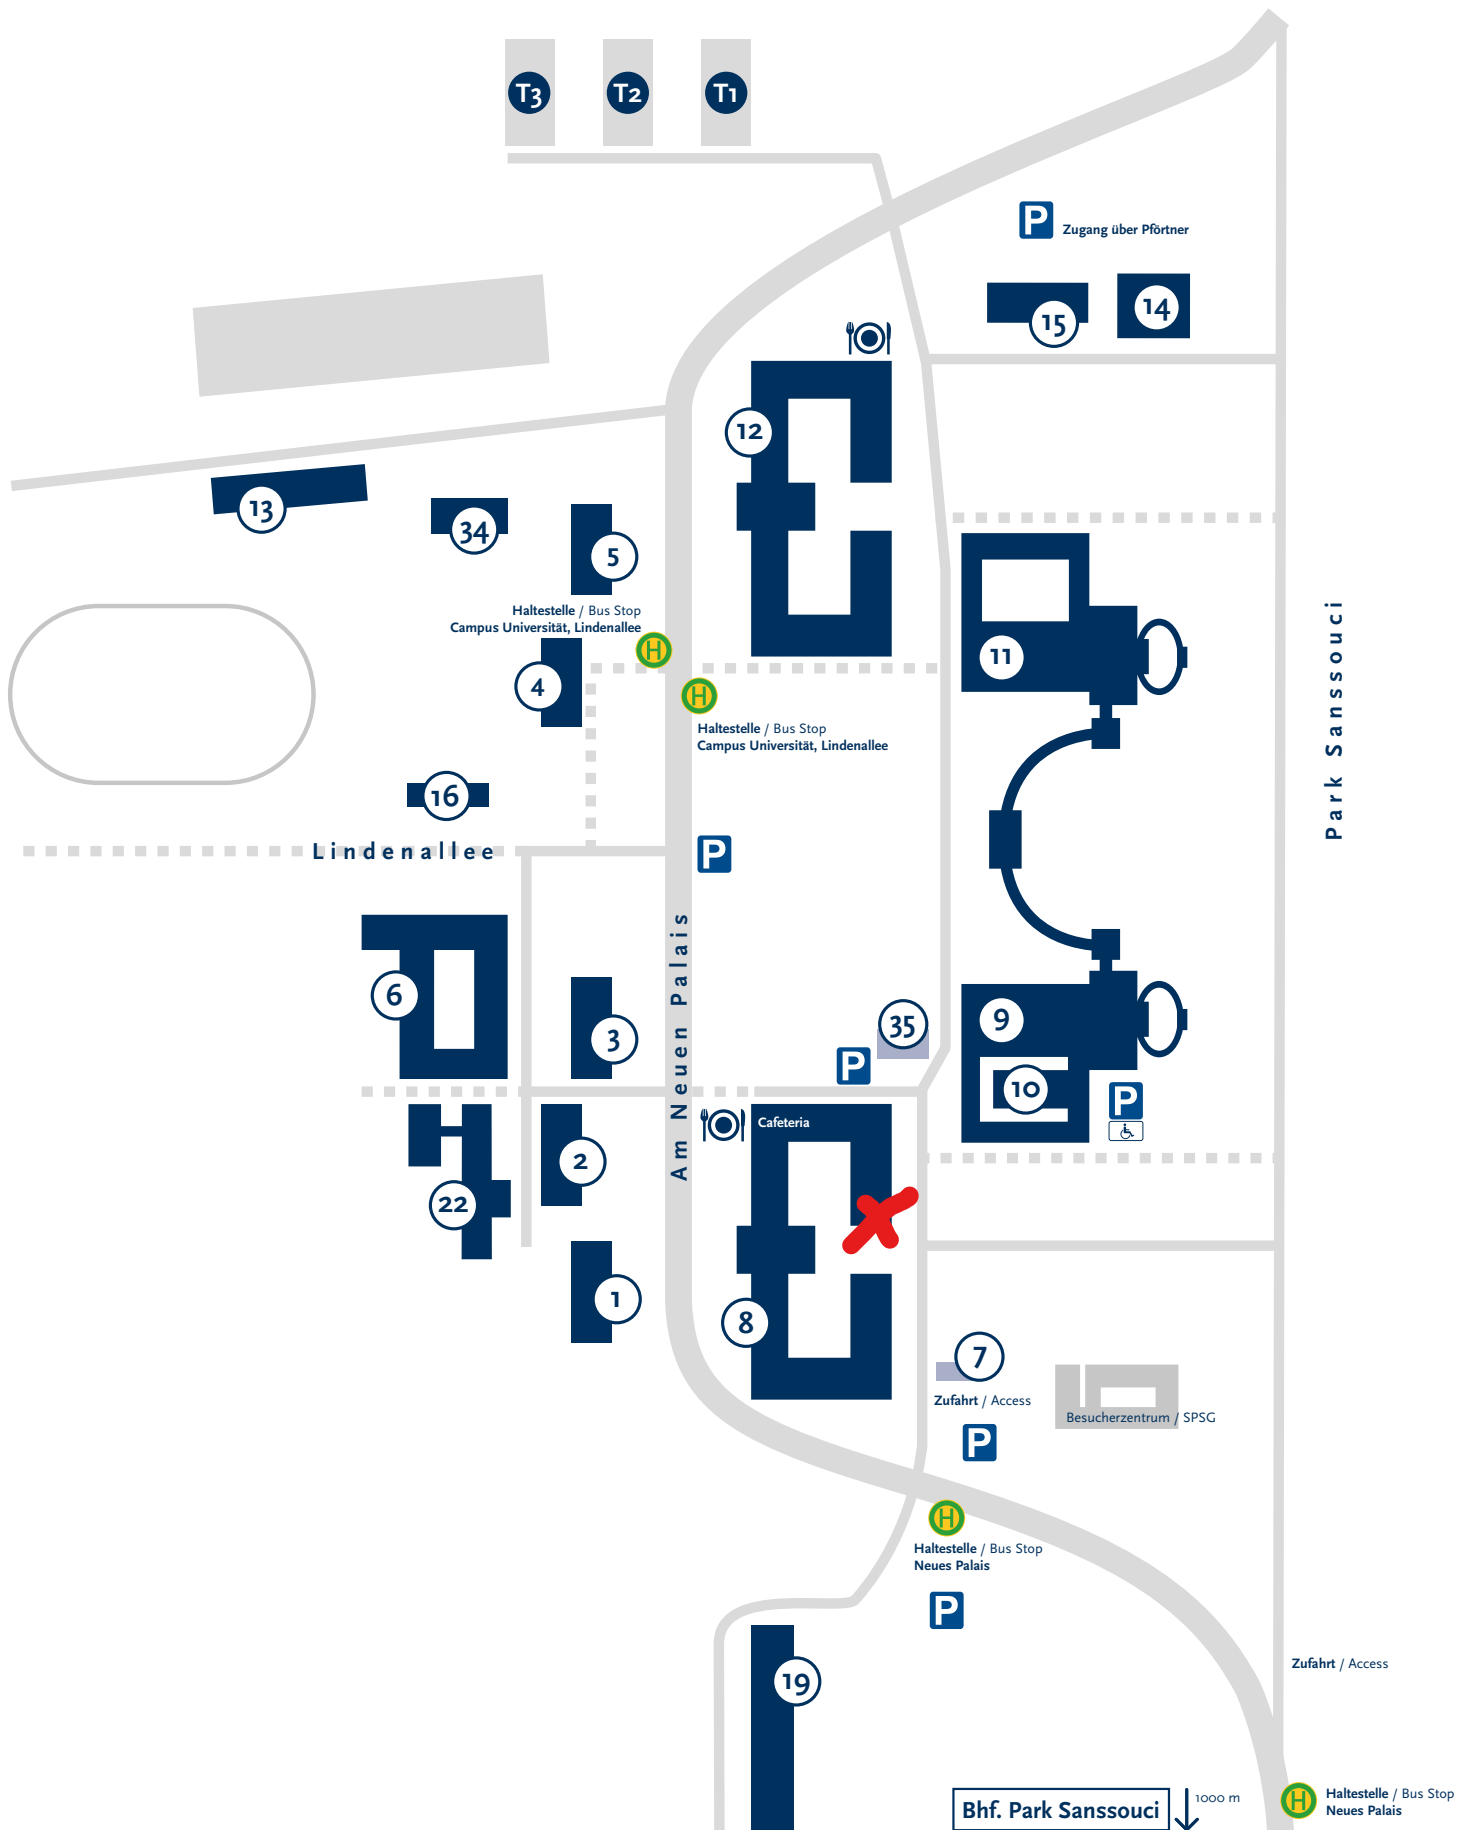 T3
T2
T1
P
Zugang über Pförtner
15
14
12
13
34
5
Haltestelle / Bus Stop
Campus Universität, Lindenallee
H
4
11
H
Haltestelle / Bus Stop
Campus Universität, Lindenallee
Park Sanssouci
16
Lindenallee
P
6
3
Am Neuen Palais
35
P
9
10
P
Cafeteria
2
22
1
8
7
Zufahrt / Access
P
Besucherzentrum / SPSG
H
Haltestelle / Bus Stop
Neues Palais
P
19
Zufahrt / Access
Bhf. Park Sanssouci
1000 m
H
Haltestelle / Bus Stop
Neues Palais